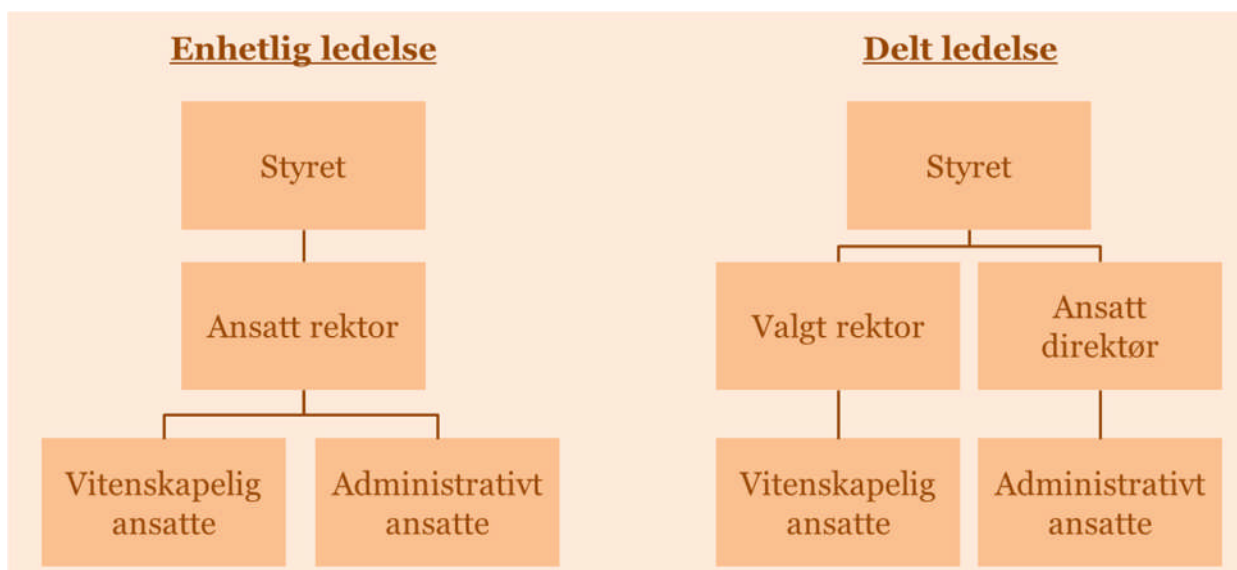 Enhetlig ledelse
Styret
Ansatt rektor
Vitenskapelig
ansatte
Administrativt
ansatte
Delt ledelse
Styret
Valgt rektor
Ansatt
direktør
Vitenskapelig
ansatte
Administrativt
ansatte